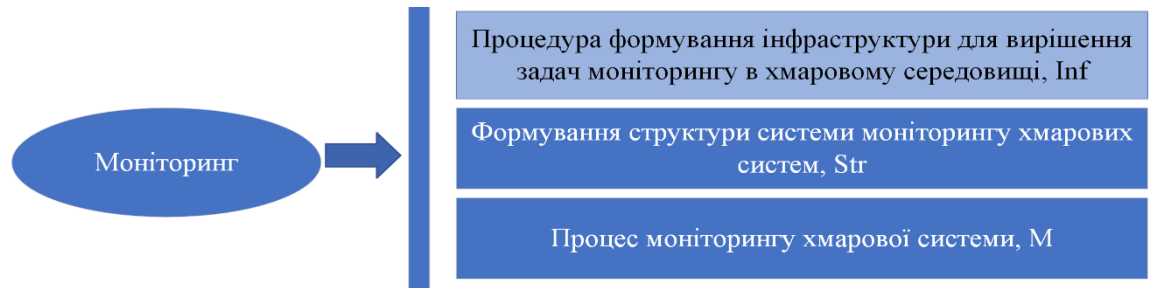 Моніторинг
Процедура формування інфраструктури для вирішення
задач моніторингу в хмаровому середовищі, Inf
Формування структури системи моніторингу хмарових
систем, Str
Процес моніторингу хмарової системи, М